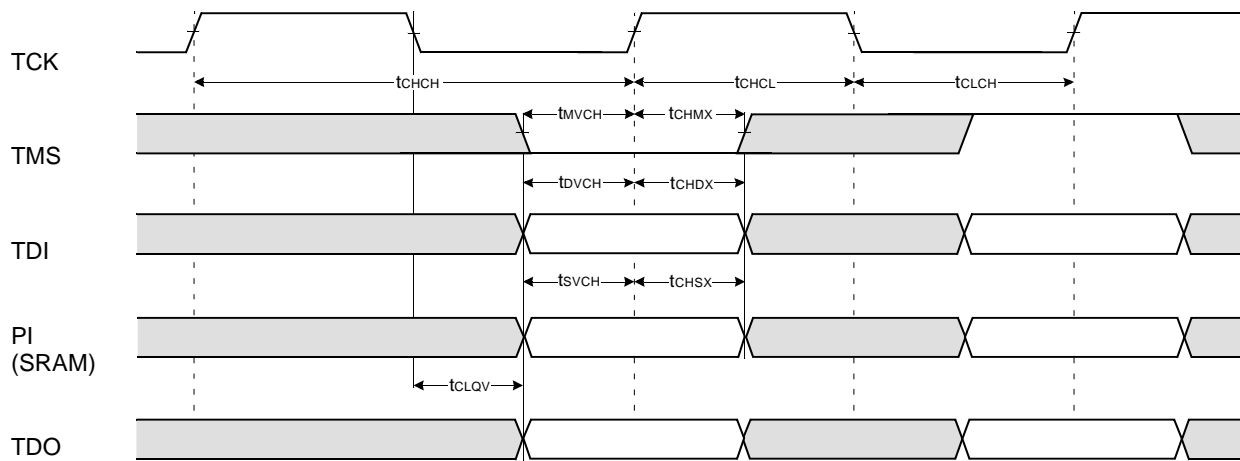 TCK
tCHCH
tCHCL
tCLCH
tMVCH
tCHMX
TMS
tDVCH
tCHDX
TDI
tSVCH
tCHSX
PI
(SRAM)
tCLQV
TDO